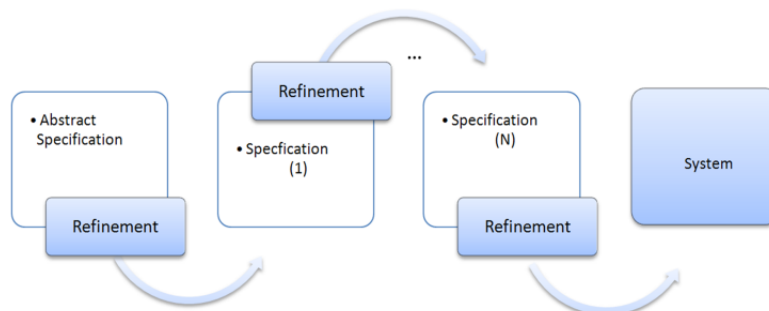 • Abstract
Specification
Refinement
Refinement
• Specfication
(1)
...
• Specification
(N)
Refinement
System